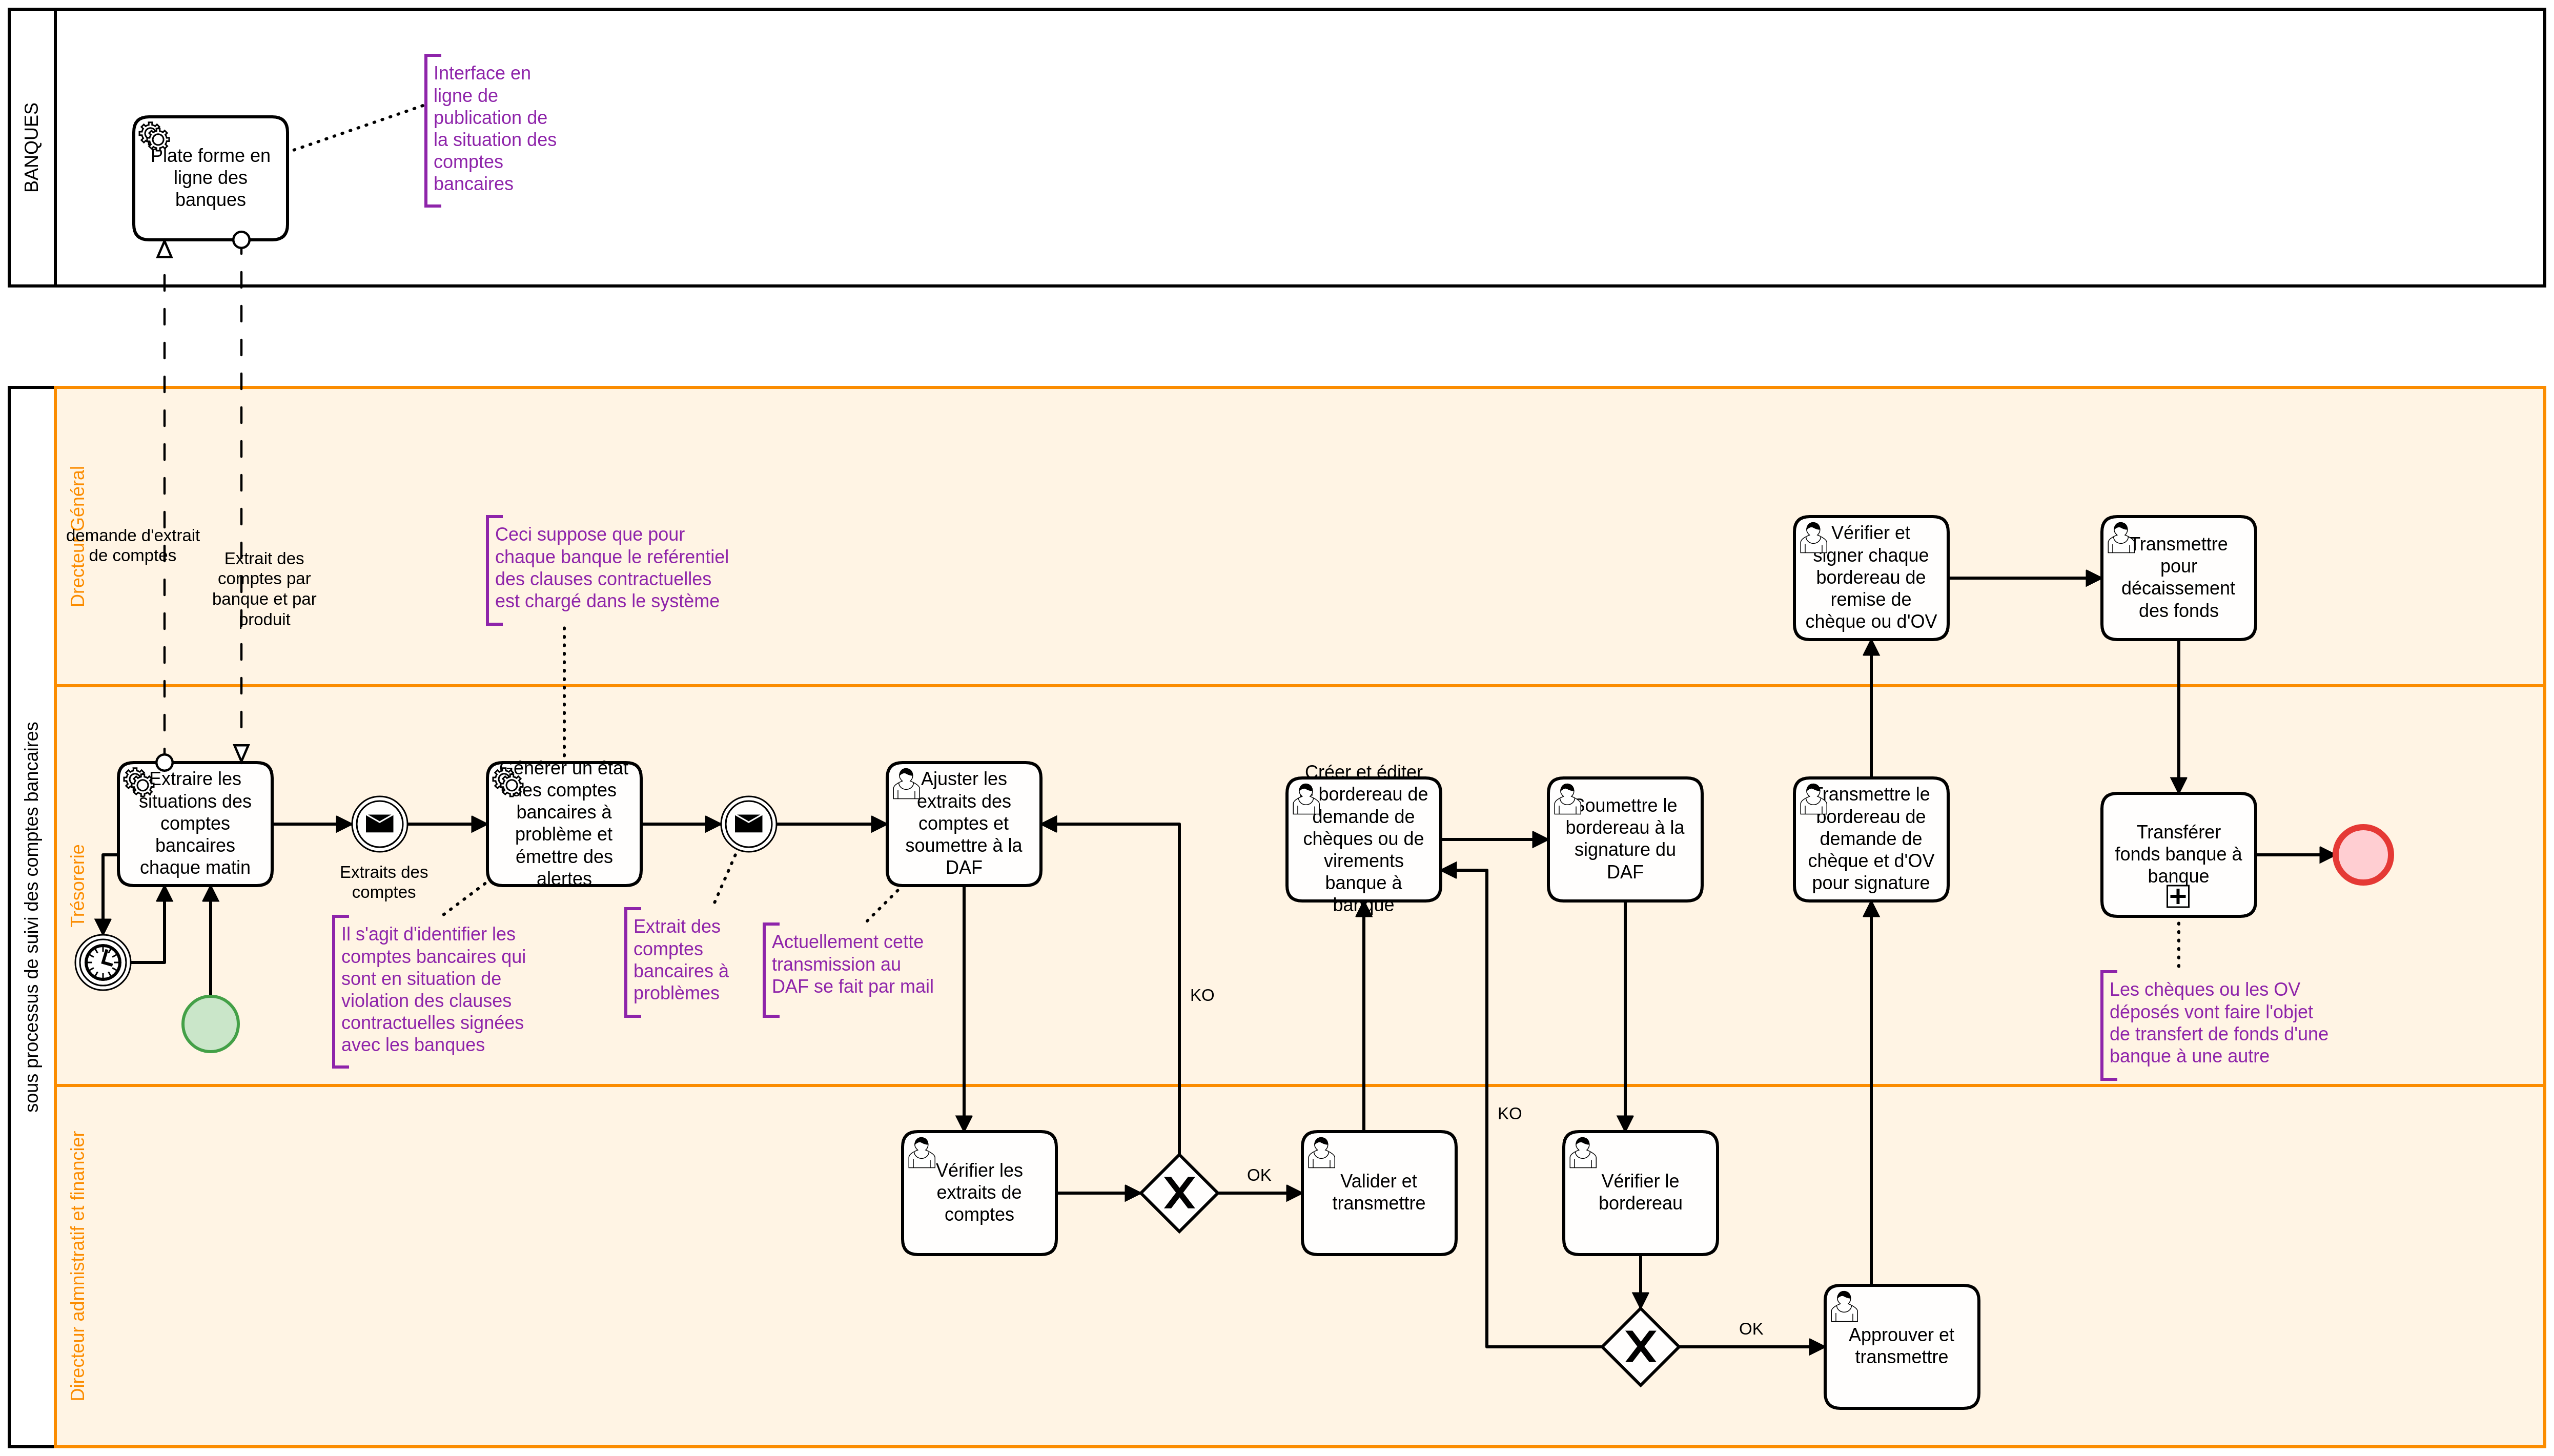 BANQUES
Plate forme en
ligne des
banques
Interface en
ligne de
publication de
la situation des
comptes
bancaires
sous processus de suivi des comptes bancaires
Directeur Général
demande d'extrait
de comptes
Extrait des
comptes par
banque et par
produit
Ceci suppose que pour
chaque banque le reférentiel
des clauses contractuelles
est chargé dans le système
Vérifier et
signer chaque
bordereau de
remise de
chèque ou d'OV
Transmettre
pour
décaissement
des fonds
Trésorerie
Extraire les
situations des
comptes
bancaires
chaque matin
Extraits des
comptes
Générer un état
des comptes
bancaires à
problème et
émettre des
alertes
Il s'agit d'identifier les
comptes bancaires qui
sont en situation de
violation des clauses
contractuelles signées
avec les banques
Extrait des
comptes
bancaires à
problèmes
Ajuster les
extraits des
comptes et
soumettre à la
DAF
Actuellement cette
transmission au
DAF se fait par mail
KO
Créer et éditer
bordereau de
demande de
chèques ou de
virements
banque à
banque
Soumettre le
bordereau à la
signature du
DAF
Transmettre le
bordereau de
demande de
chèque et d'OV
pour signature
Transférer
fonds banque à
banque
Les chèques ou les OV
déposés vont faire l'objet
de transfert de fonds d'une
banque à une autre
Directeur admnistratif et financier
Vérifier les
extraits de
comptes
OK
Valider et
transmettre
KO
Vérifier le
bordereau
OK
Approuver et
transmettre